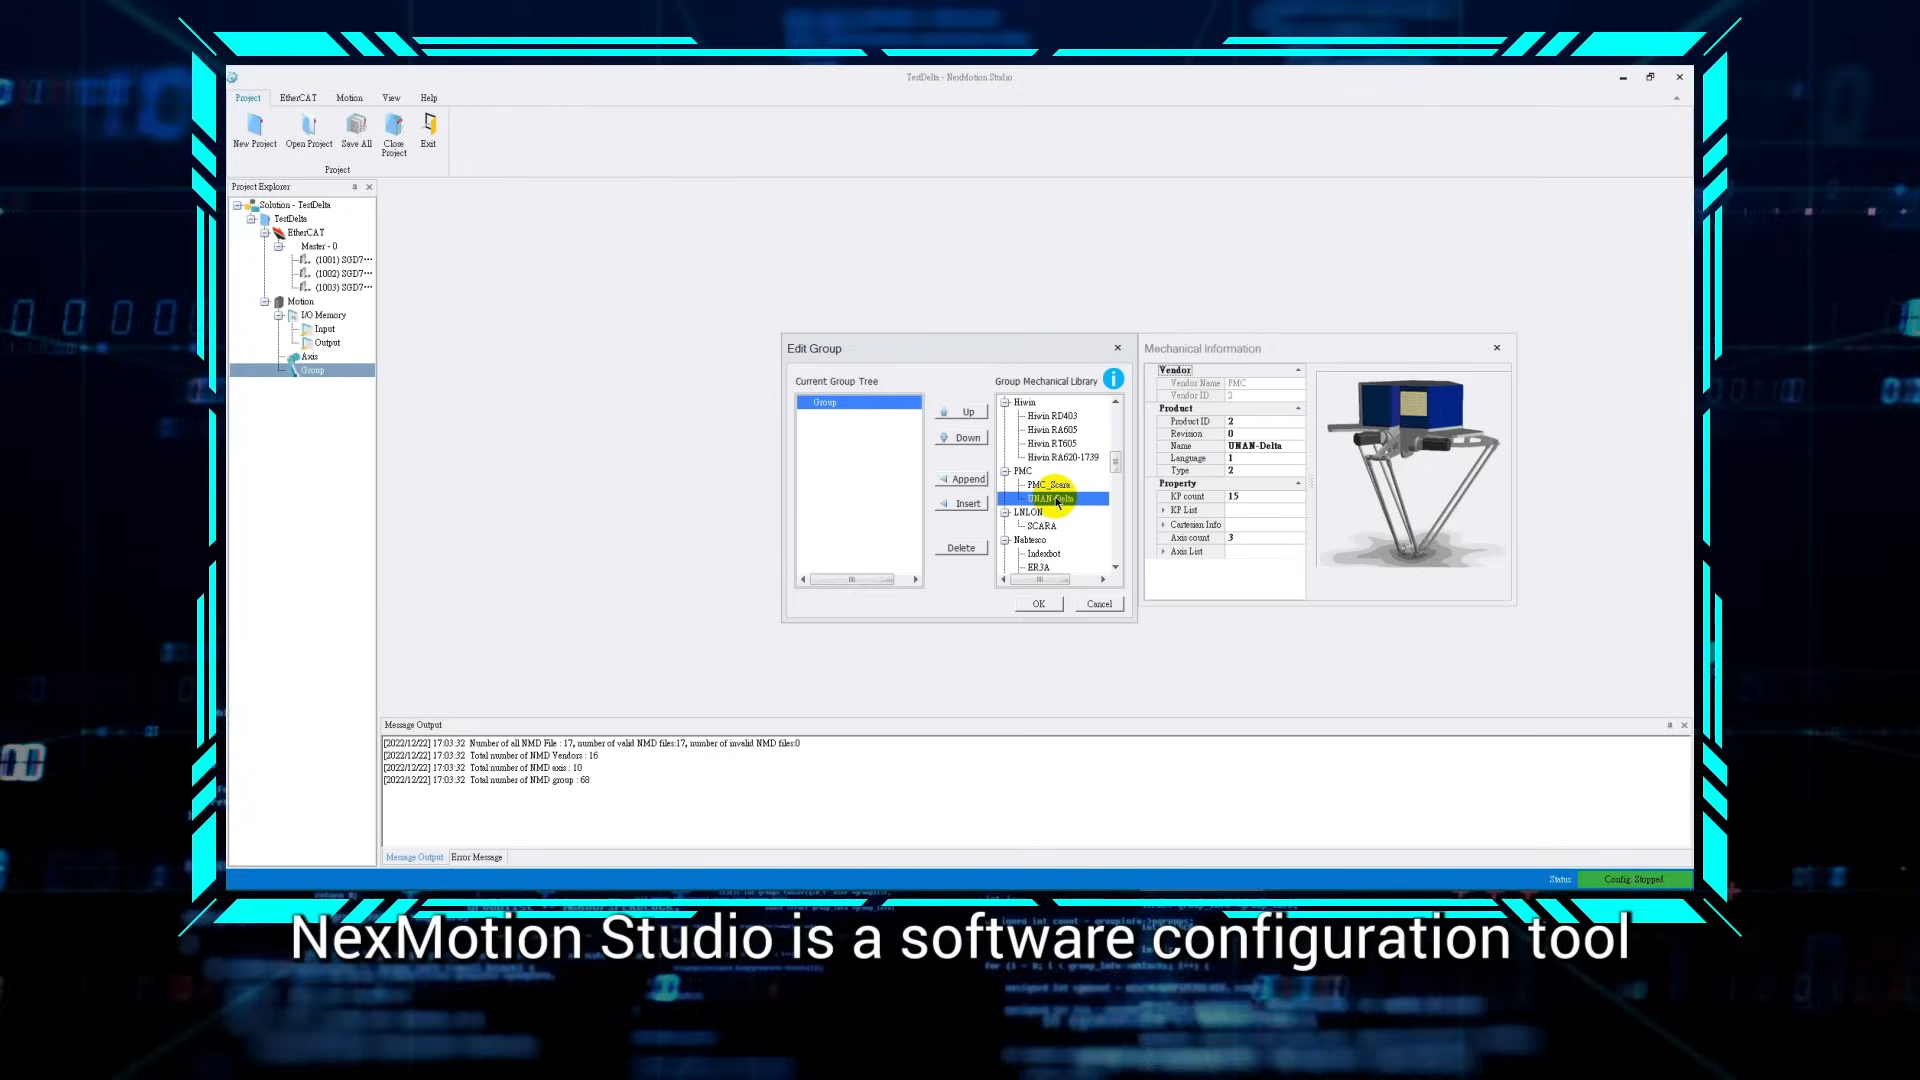 TestDelta - NexMotion Studio
Project EtherCAT Motion View Help
New Project Open Project Save All Close Project Exit
Project
Project Explorer
Solution - TestDelta
TestDelta
EtherCAT
Master - 0
(1001) SGD7···
(1002) SGD7···
(1003) SGD7···
Motion
I/O Memory
Input
Output
Axis
Group
Edit Group
Current Group Tree
Group
Up
Down
Append
Insert
Delete
Group Mechanical Library
Hiwin
Hiwin RD403
Hiwin RA605
Hiwin RT605
Hiwin RA620-1739
PMC
PMC_Scara
UNAN-Delta
LNLON
SCARA
Nabtesco
Indexbot
ER3A
OK Cancel
Mechanical Information
Vendor
Vendor Name PMC
Vendor ID 2
Product
Product ID 2
Revision 0
Name UNAN-Delta
Language 1
Type 2
Property
KP count 15
KP List
Cartesian Info
Axis count 3
Axis List
Message Output
[2022/12/22] 17:03:32 Number of all NMD File : 17, number of valid NMD files:17, number of invalid NMD files:0
[2022/12/22] 17:03:32 Total number of NMD Vendors : 16
[2022/12/22] 17:03:32 Total number of NMD axis : 10
[2022/12/22] 17:03:32 Total number of NMD group : 68
Message Output Error Message
Status Config. Stopped
NexMotion Studio is a software configuration tool